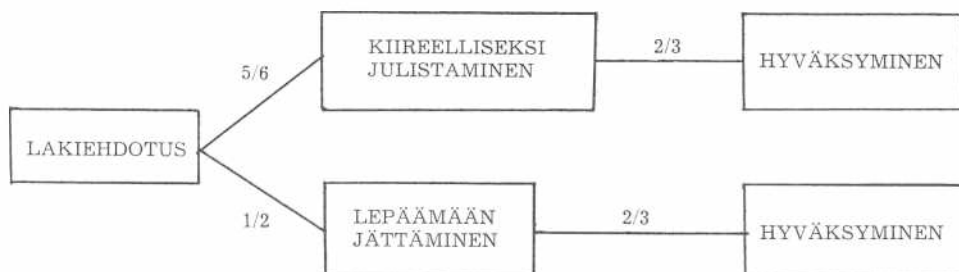 KIIREELLISEKSI
JULISTAMINEN
2/3
HYVÄKSYMINEN
5/6
LAKIEHDOTUS
1/2
LEPÄÄMÄÄN
JÄTTÄMINEN
2/3
HYVÄKSYMINEN